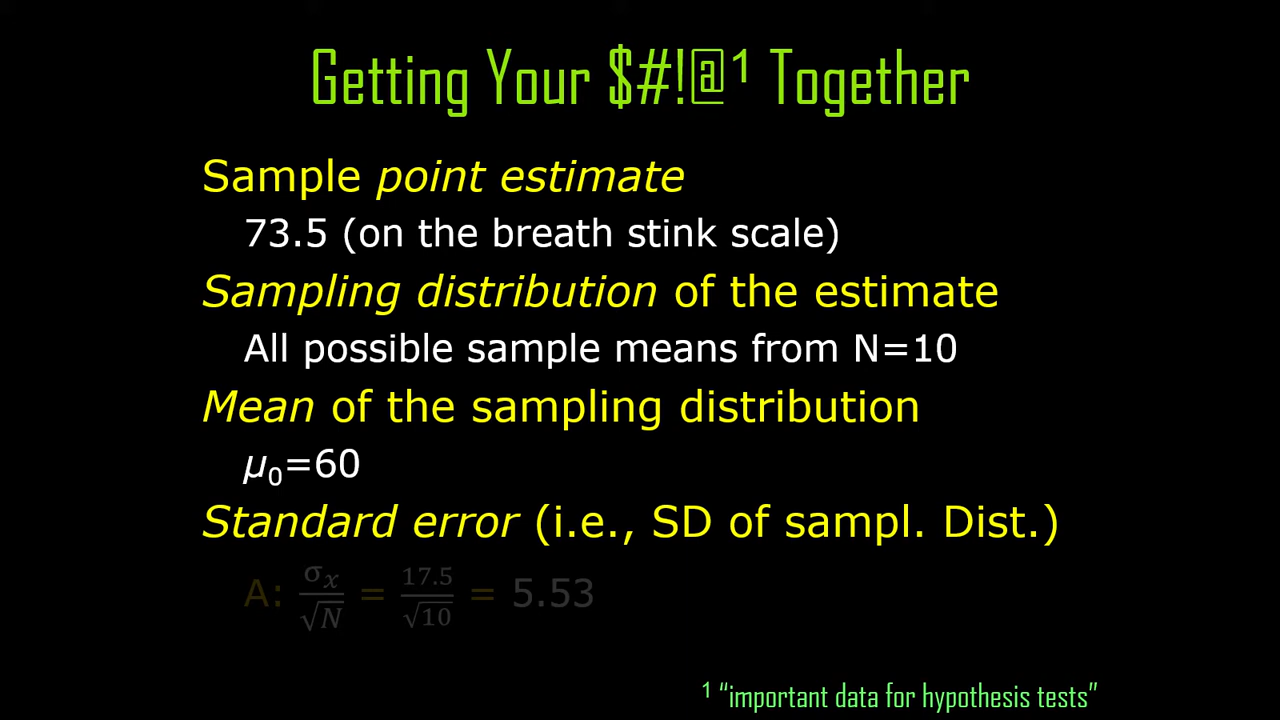 Getting Your $#!@¹ Together
Sample point estimate
73.5 (on the breath stink scale)
Sampling distribution of the estimate
All possible sample means from N=10
Mean of the sampling distribution
μ₀=60
Standard error (i.e., SD of sampl. Dist.)
A: σₓ/√N = 17.5/√10 = 5.53
¹ “important data for hypothesis tests”